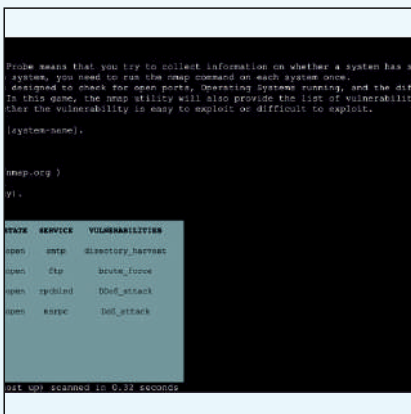 Probe means that you try to collect information on whether a system has
system, you need to run the nmap command on each system once.
designed to check for open ports, Operating Systems running, and the
In this game, the nmap utility will also provide the list of
ther the vulnerability is easy to exploit or difficult to exploit.
[system-name].
nmap.org )
y).
STATE SERVICE VULNERABILITIES
open smtp directory_harvest
open ftp brute_force
open rpcbind DDoS_attack
open msrpc DoS_attack
ost up) scanned in 0.32 seconds